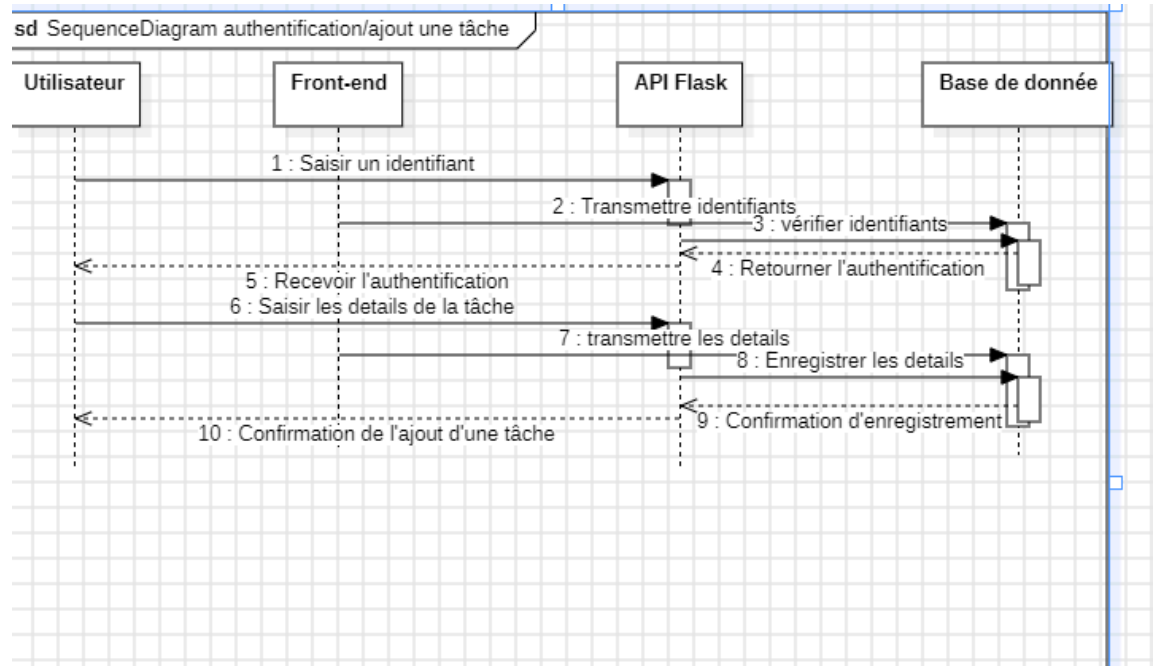 sd SequenceDiagram authentification/ajout une tâche
Utilisateur
Front-end
API Flask
Base de donnée
1 : Saisir un identifiant
2 : Transmettre identifiants
3 : vérifier identifiants
4 : Retourner l'authentification
5 : Recevoir l'authentification
6 : Saisir les details de la tâche
7 : transmettre les details
8 : Enregistrer les details
9 : Confirmation d'enregistrement
10 : Confirmation de l'ajout d'une tâche